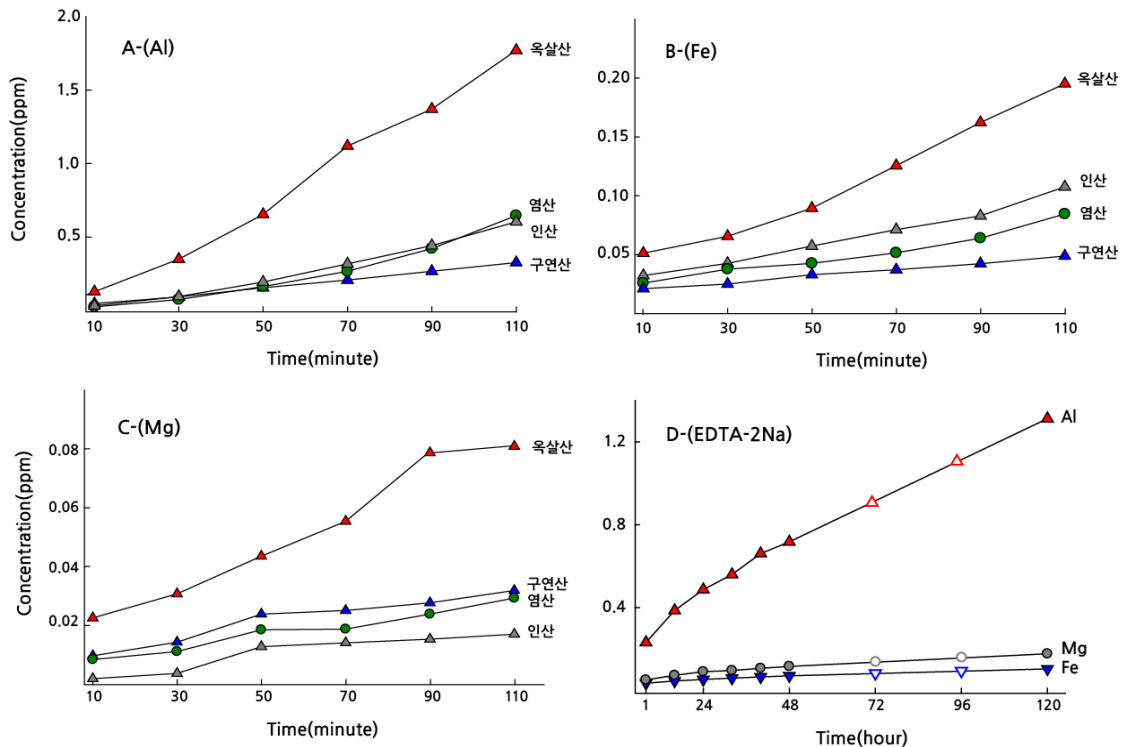 A-(Al)
Concentration(ppm)
2.0
1.5
1.0
0.5
옥살산
염산
인산
구연산
10 30 50 70 90 110
Time(minute)
B-(Fe)
0.20
0.15
0.10
0.05
옥살산
인산
염산
구연산
10 30 50 70 90 110
Time(minute)
C-(Mg)
Concentration(ppm)
0.08
0.06
0.04
0.02
옥살산
구연산
염산
인산
10 30 50 70 90 110
Time(minute)
D-(EDTA-2Na)
1.2
0.8
0.4
Al
Mg
Fe
1 24 48 72 96 120
Time(hour)